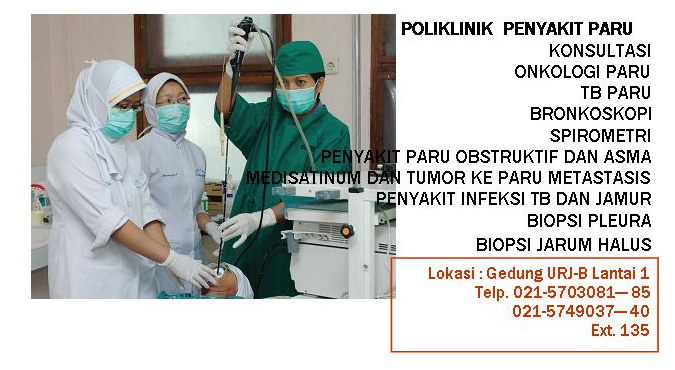 POLIKLINIK PENYAKIT PARU
KONSULTASI
ONKOLOGI PARU
TB PARU
BRONKOSKOPI
SPIROMETRI
PENYAKIT PARU OBSTRUKTIF DAN ASMA
MEDISATINUM DAN TUMOR KE PARU METASTASIS
PENYAKIT INFEKSI TB DAN JAMUR
BIOPSI PLEURA
BIOPSI JARUM HALUS
Lokasi : Gedung URJ-B Lantai 1
Telp. 021-5703081—85
021-5749037—40
Ext. 135